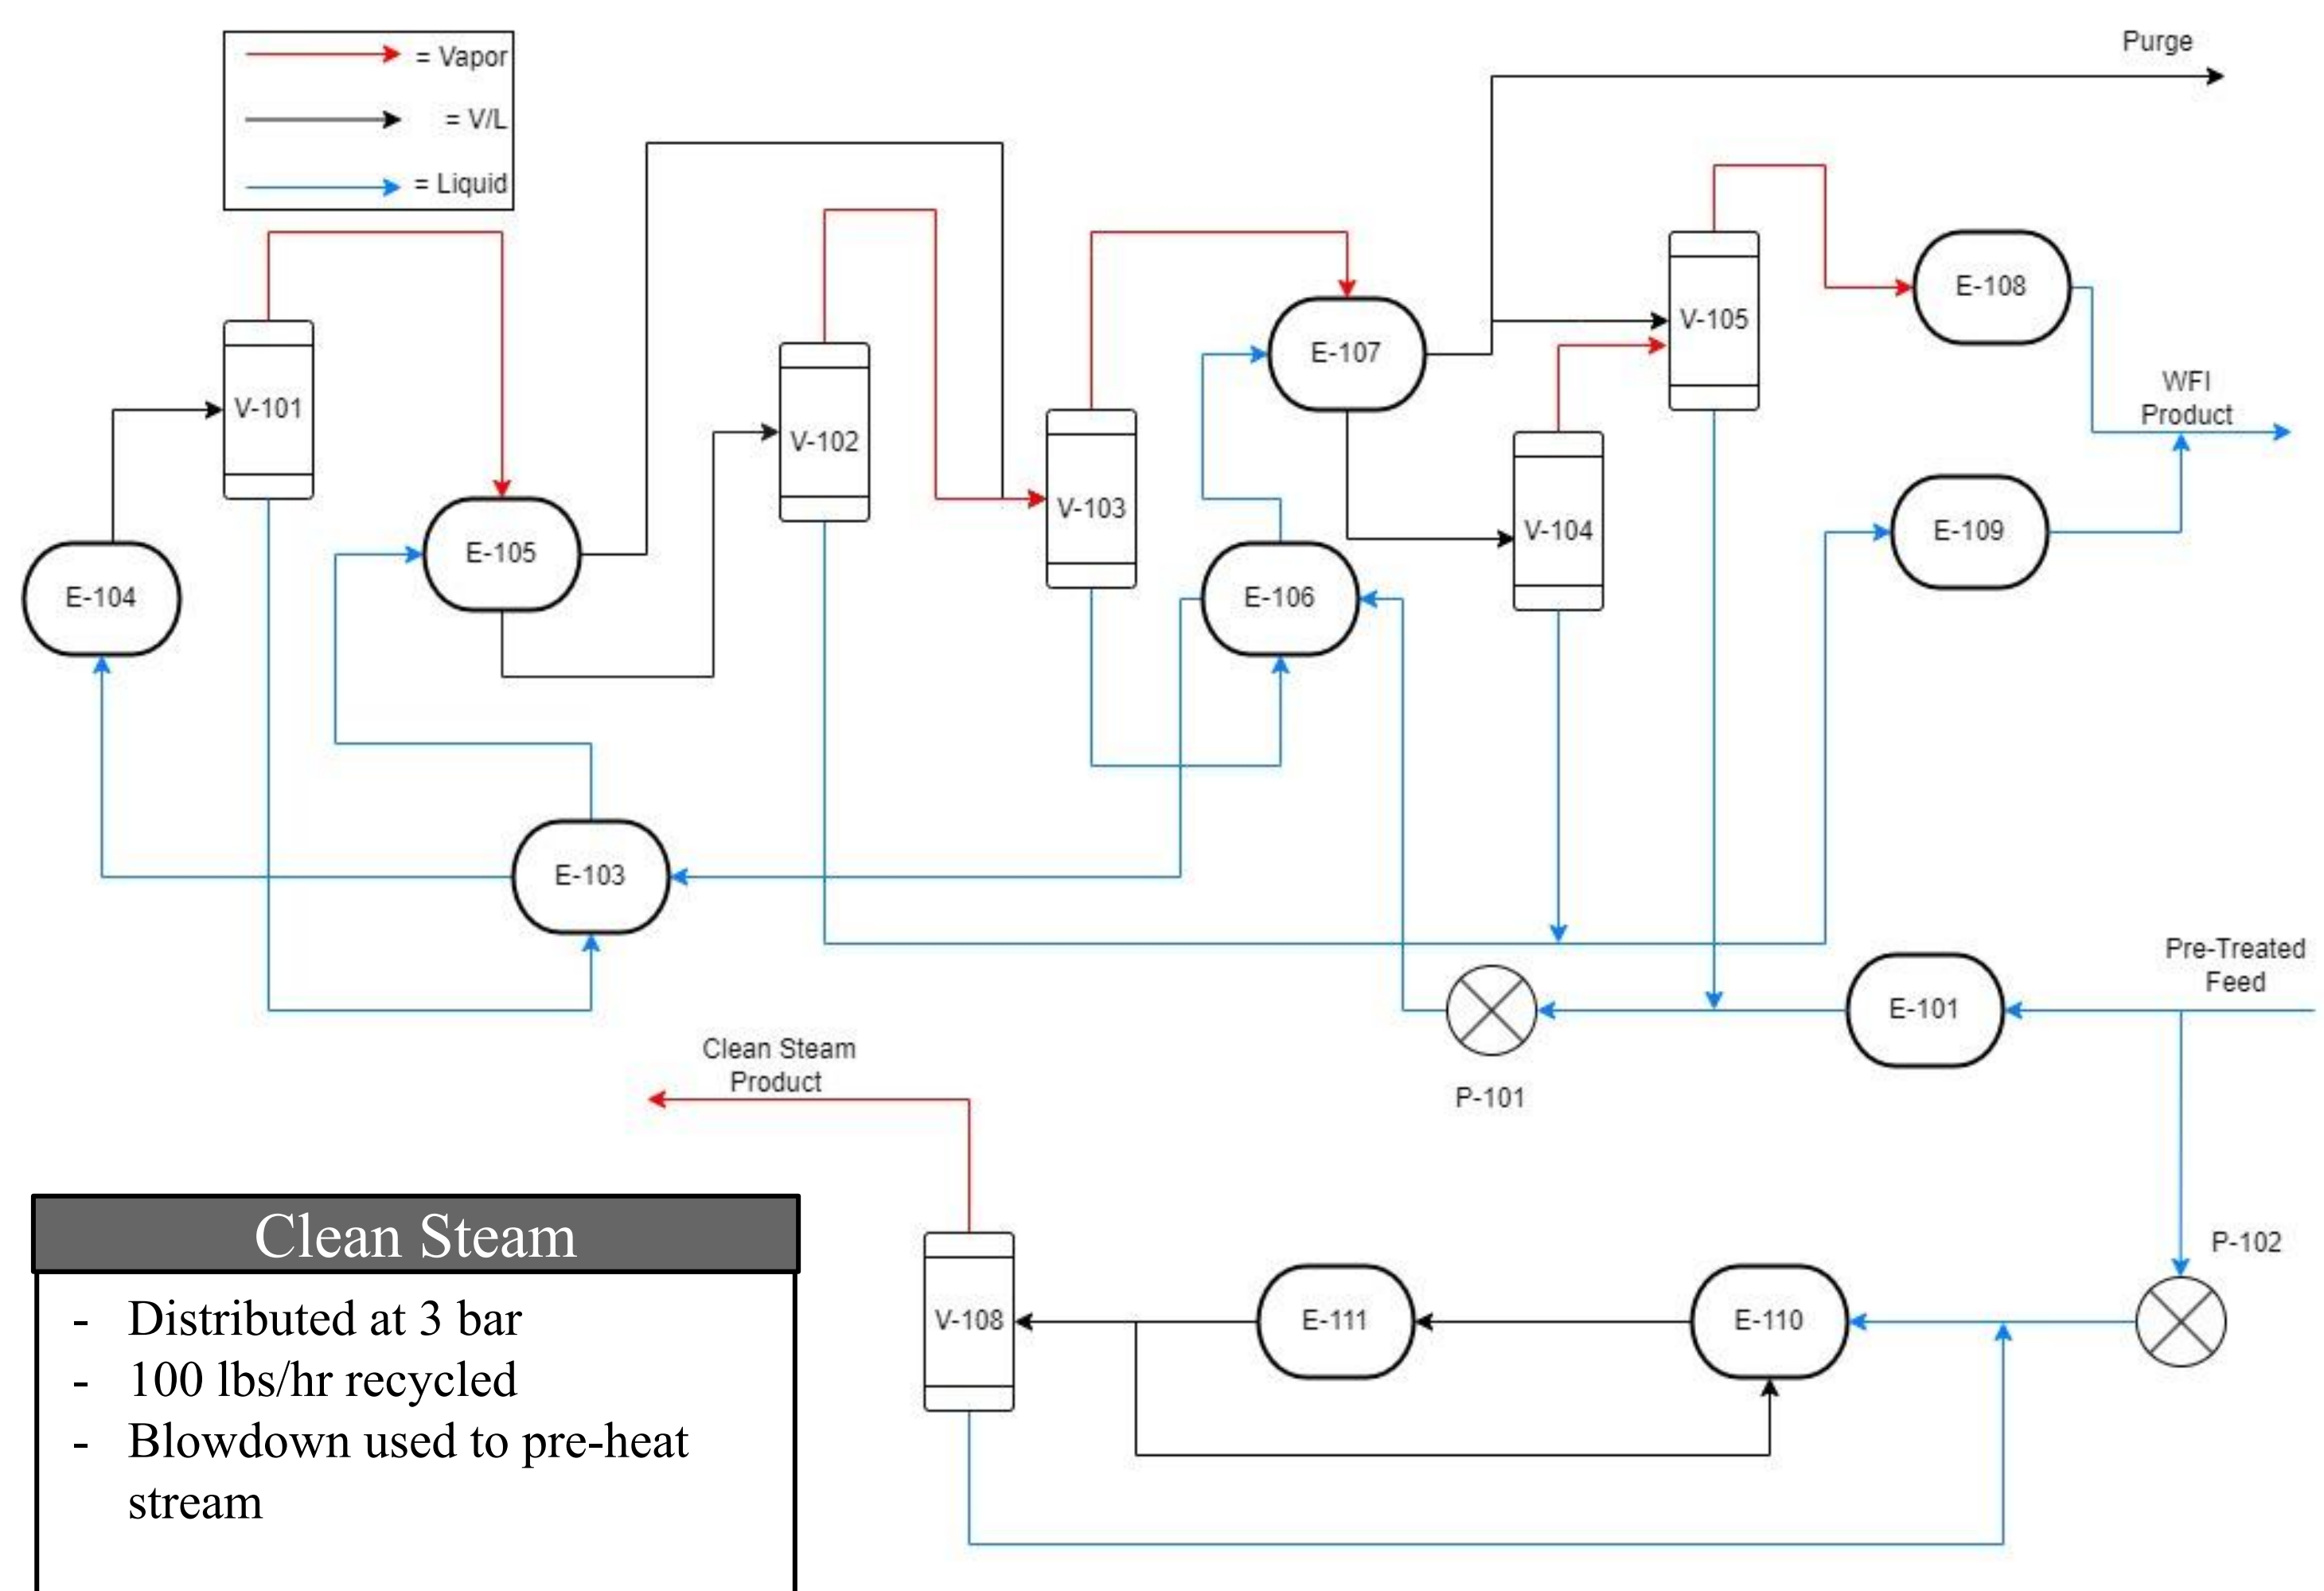 = Vapor
= V/L
= Liquid
Purge
V-101
E-104
E-105
V-102
V-103
E-107
V-105
E-108
WFI
Product
V-104
E-106
E-109
E-103
P-101
E-101
Pre-Treated
Feed
Clean Steam
Product
P-102
V-108
E-111
E-110
Clean Steam
- Distributed at 3 bar
- 100 lbs/hr recycled
- Blowdown used to pre-heat
stream